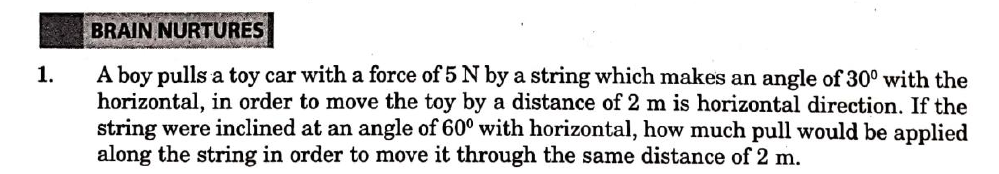 BRAIN NURTURES
1. A boy pulls a toy car with a force of 5 N by a string which makes an angle of 30⁰ with the
horizontal, in order to move the toy by a distance of 2 m is horizontal direction. If the
string were inclined at an angle of 60⁰ with horizontal, how much pull would be applied
along the string in order to move it through the same distance of 2 m.